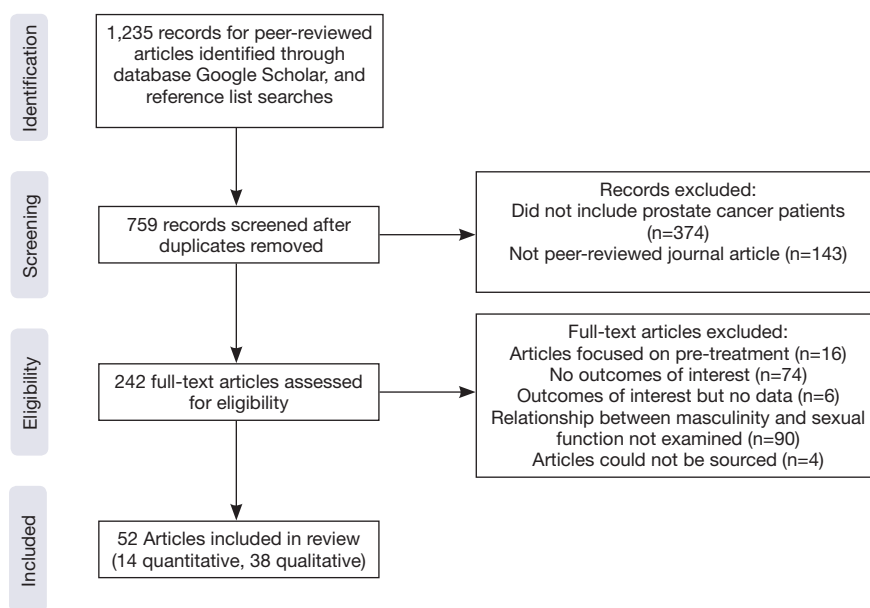 Identification
1,235 records for peer-reviewed
articles identified through
database Google Scholar, and
reference list searches
Screening
759 records screened after
duplicates removed
Records excluded:
Did not include prostate cancer patients
(n=374)
Not peer-reviewed journal article (n=143)
Eligibility
242 full-text articles assessed
for eligibility
Full-text articles excluded:
Articles focused on pre-treatment (n=16)
No outcomes of interest (n=74)
Outcomes of interest but no data (n=6)
Relationship between masculinity and sexual
function not examined (n=90)
Articles could not be sourced (n=4)
Included
52 Articles included in review
(14 quantitative, 38 qualitative)